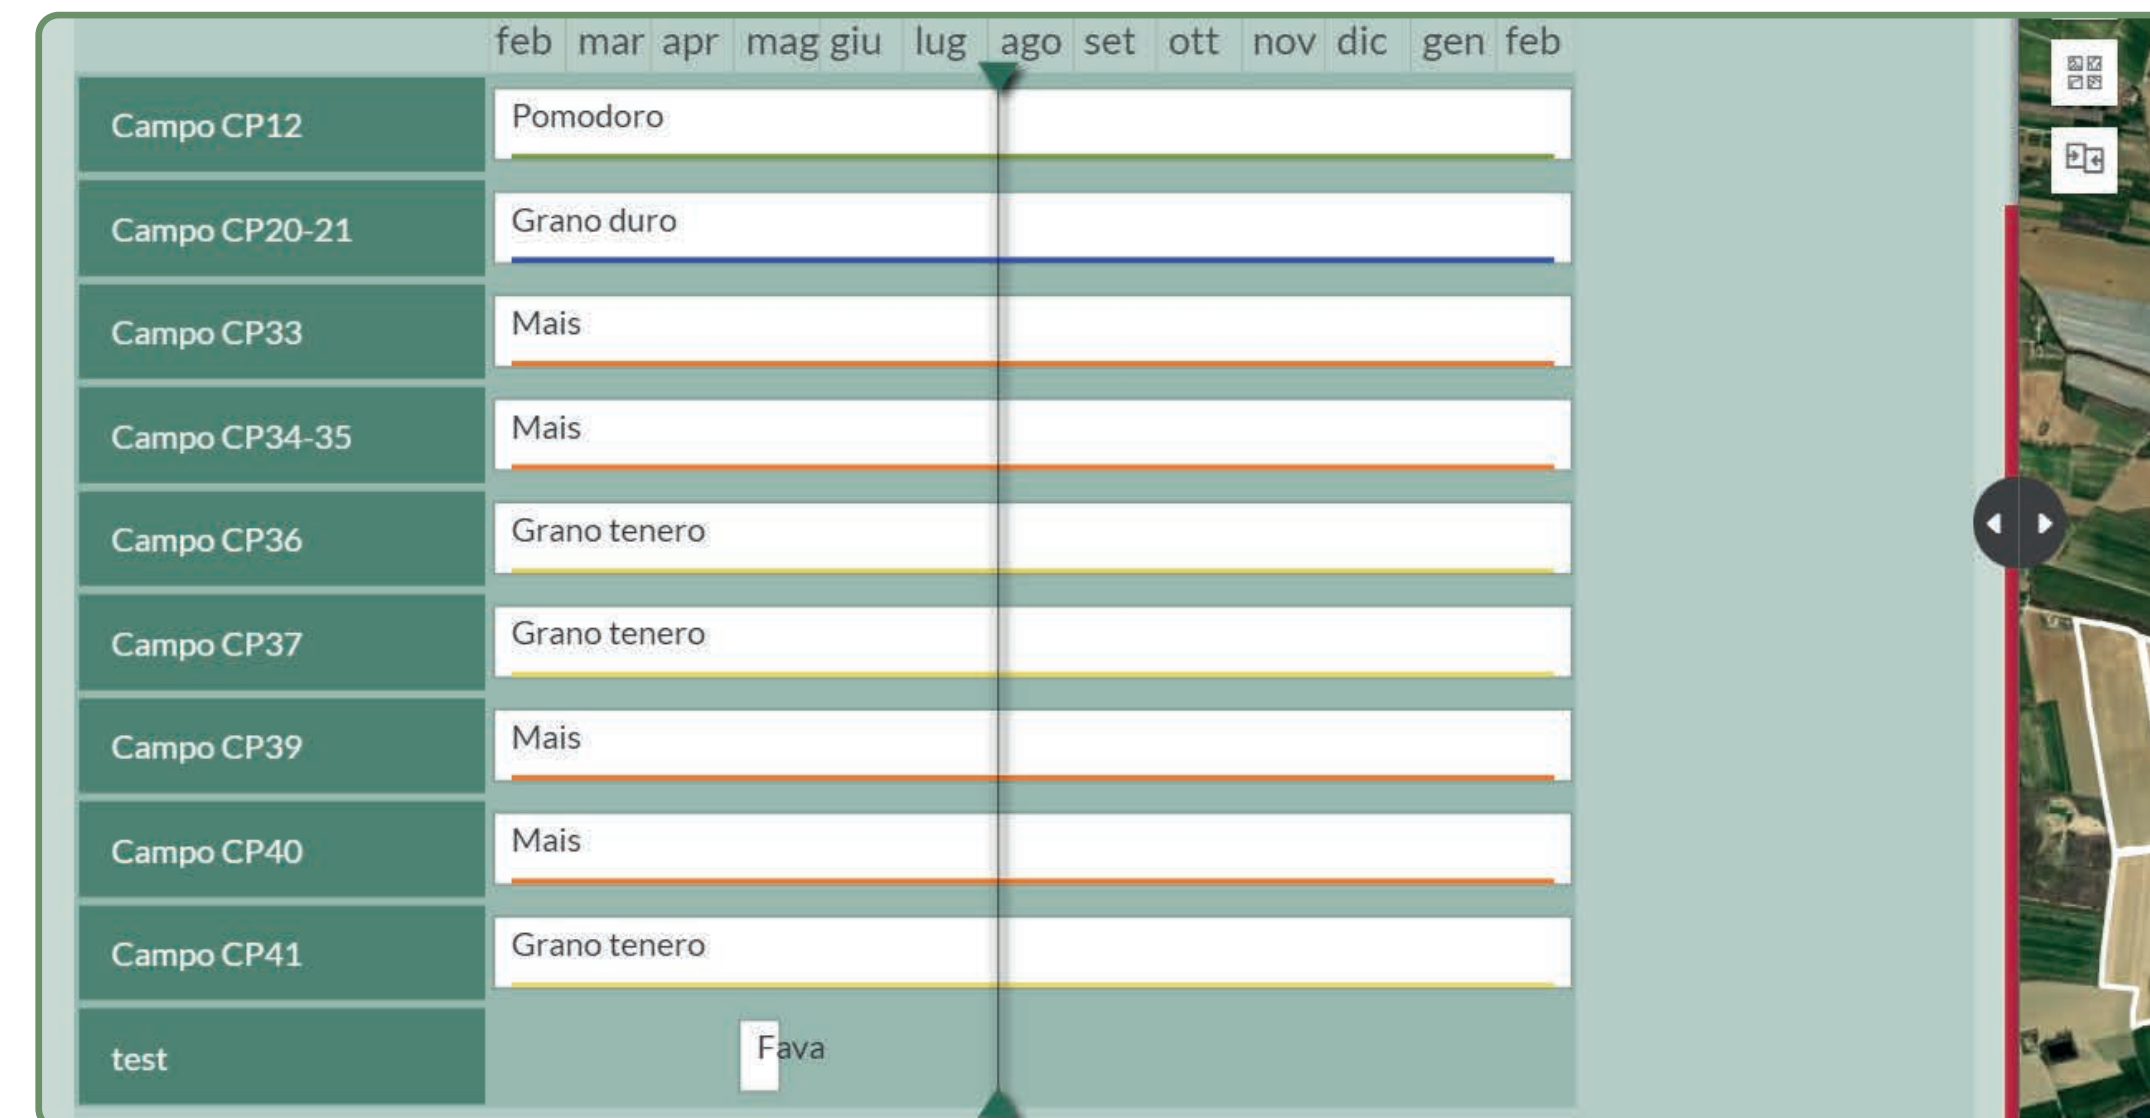 feb mar apr mag giu lug ago set ott nov dic gen feb
Campo CP12 Pomodoro
Campo CP20-21 Grano duro
Campo CP33 Mais
Campo CP34-35 Mais
Campo CP36 Grano tenero
Campo CP37 Grano tenero
Campo CP39 Mais
Campo CP40 Mais
Campo CP41 Grano tenero
test Fava